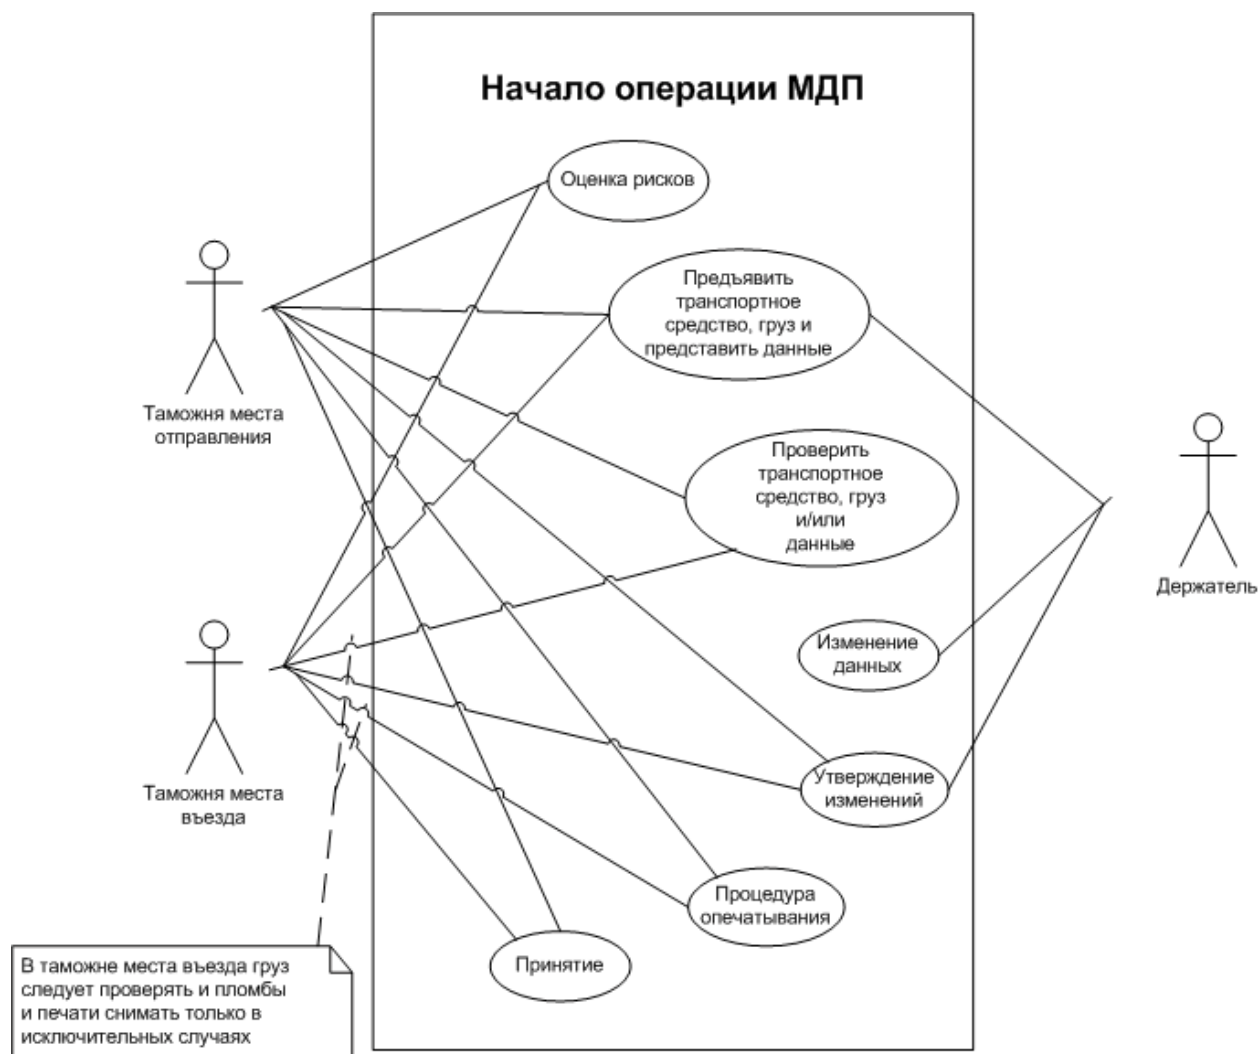 Начало операции МДП
Оценка рисков
Предъявить
транспортное
средство, груз и
представить данные
Таможня места
отправления
Проверить
транспортное
средство, груз
и/или
данные
Держатель
Изменение
данных
Таможня места
въезда
Утверждение
изменений
Процедура
опечатывания
Принятие
В таможне места въезда груз
следует проверять и пломбы
и печати снимать только в
исключительных случаях